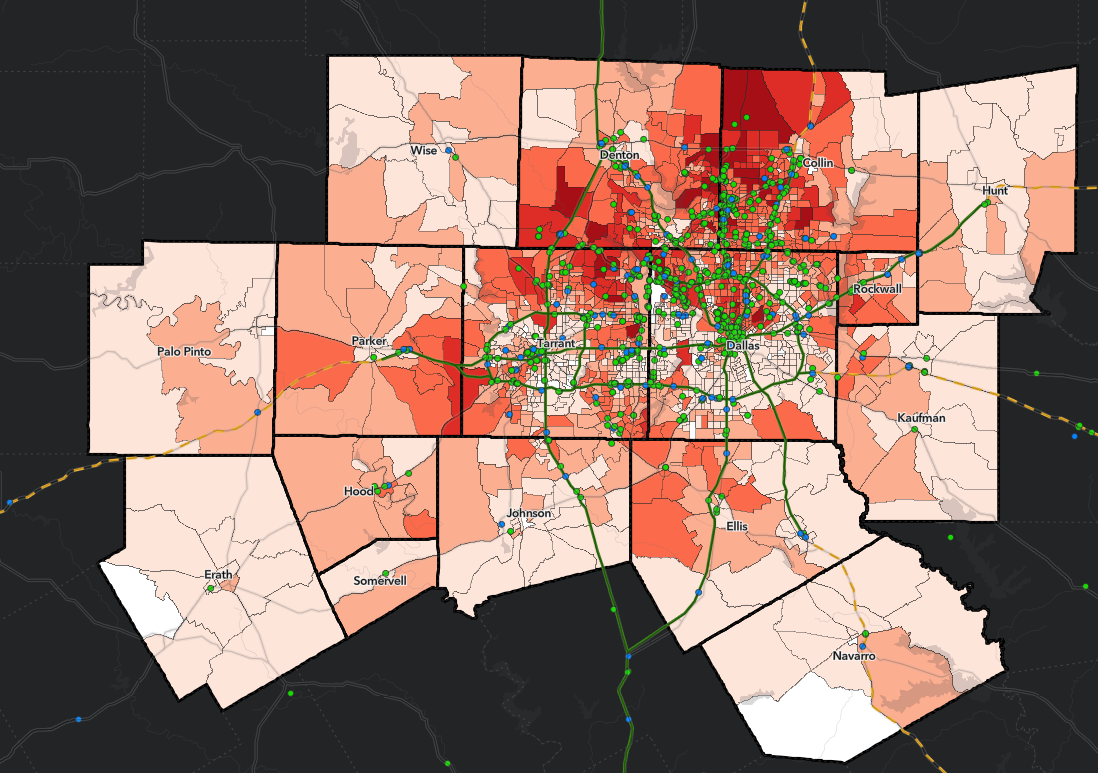 Wise
Denton
Collin
Hunt
Rockwall
Palo Pinto
Parker
Tarrant
Dallas
Kaufman
Hood
Johnson
Ellis
Erath
Somervell
Navarro